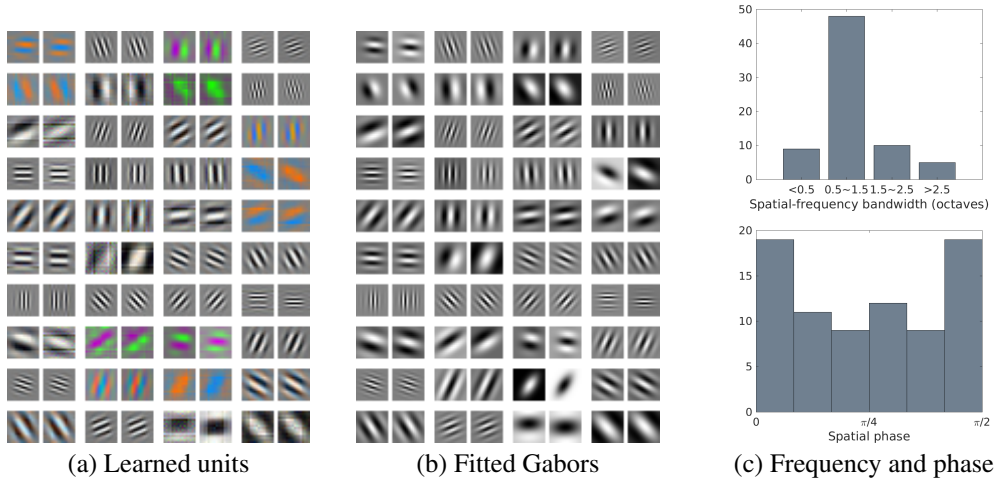 50
40
30
20
10
0
<0.5 0.5~1.5 1.5~2.5 >2.5
Spatial-frequency bandwidth (octaves)
20
15
10
5
0
0 π/4 π/2
Spatial phase
(a) Learned units (b) Fitted Gabors (c) Frequency and phase